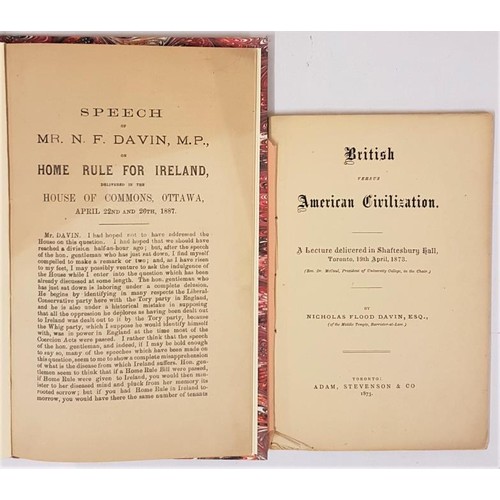 SPEECH
OF
MR. N. F. DAVIN, M.P.,
ON
HOME RULE FOR IRELAND,
DELIVERED IN THE
HOUSE OF COMMONS, OTTAWA,
APRIL 22ND AND 26TH, 1887.
Mr. DAVIN. I had hoped not to have addressed the
House on this question. I had hoped that we should have
reached a division half-an-hour ago; but, after the speech
of the hon. gentleman who has just sat down, I find myself
compelled to make a remark or two; and, as I have risen
to my feet, I may possibly venture to ask the indulgence of
the House while I enter into the question which has been
already discussed at some length. The hon. gentleman
who has just sat down is laboring under a complete delusion.
He begins by identifying in many respects the Liberal-
Conservative party here with the Tory party in England,
and he is also under a historical mistake in supposing
that all the oppression he deplores as having been dealt out
to Ireland was dealt out to it by the Tory party, because
the Whig party, which I suppose he would identify himself
with, was in power in England at the time most of the
Coercion Acts were passed. I rather think that the speech
of the hon. gentleman, and indeed, if I may be bold enough
to say so, many of the speeches which have been made on
this question, seem to me to show a complete misapprehension
of what is the disease from which Ireland suffers. Hon. gen-
tlemen seem to think that if a Home Rule Bill were passed,
if Home Rule were given to Ireland, you would then min-
ister to her diseased mind and pluck from her memory its
rooted sorrow; but if you had Home Rule in Ireland to-
morrow, you would have there the same number of tenants
British
VERSUS
American Civilization.
A Lecture delivered in Shaftesbury Hall,
Toronto, 19th April, 1873.
(Rev. Dr. McCaul, President of University College, in the Chair.)
BY
NICHOLAS FLOOD DAVIN, ESQ.,
(of the Middle Temple, Barrister-at-Law.)
TORONTO:
ADAM, STEVENSON & CO
1873.